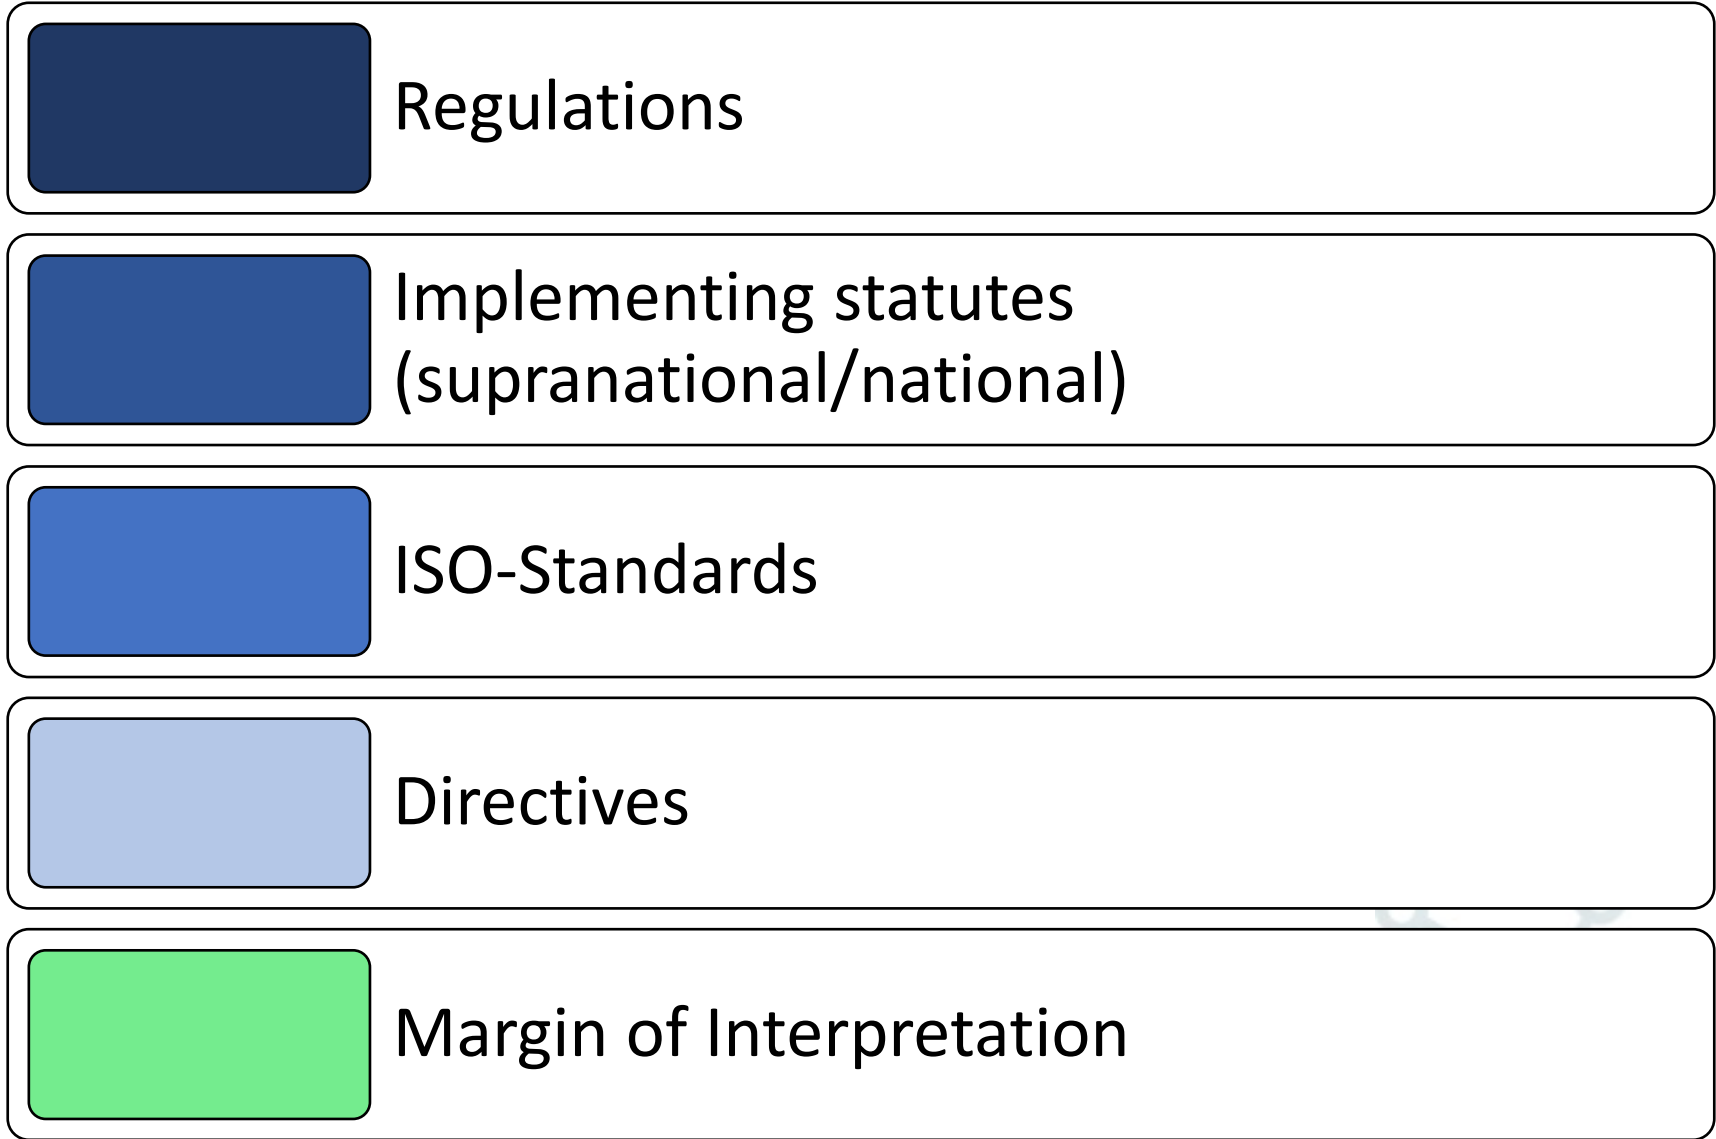 Regulations
Implementing statutes
(supranational/national)
ISO-Standards
Directives
Margin of Interpretation